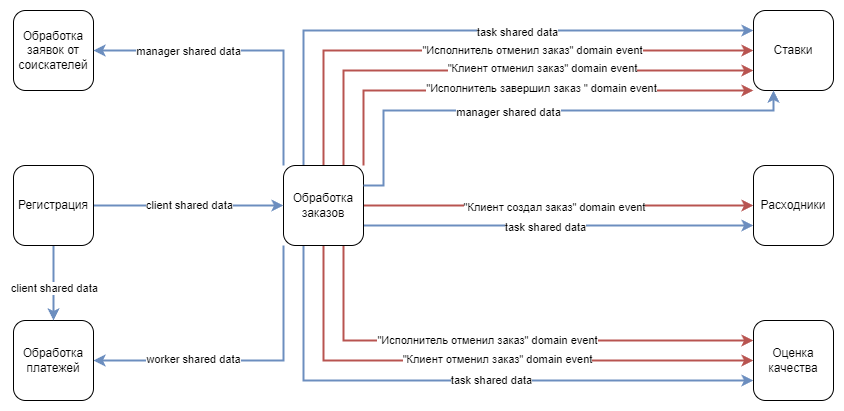 Обработка
заявок от
соискателей
manager shared data
task shared data
"Исполнитель отменил заказ" domain event
"Клиент отменил заказ" domain event
"Исполнитель завершил заказ " domain event
manager shared data
Ставки
Регистрация
client shared data
Обработка
заказов
"Клиент создал заказ" domain event
task shared data
Расходники
client shared data
Обработка
платежей
worker shared data
"Исполнитель отменил заказ" domain event
"Клиент отменил заказ" domain event
task shared data
Оценка
качества